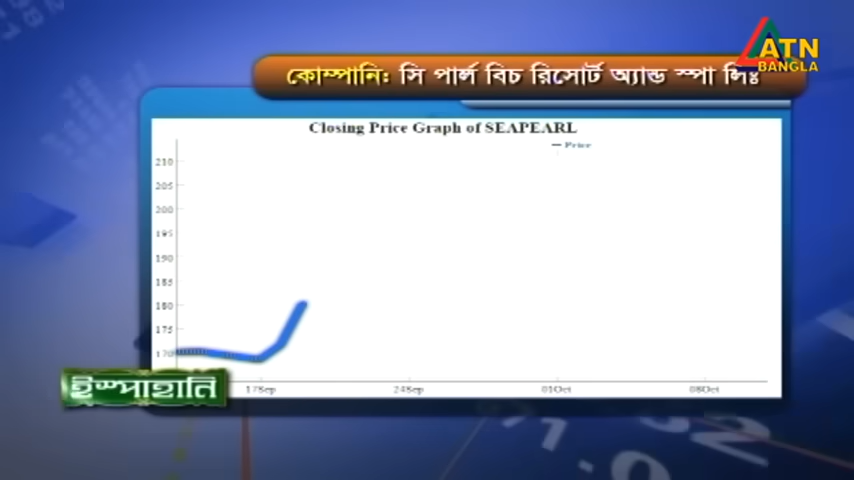 ATN
BANGLA
কোম্পানি: সি পার্ল বিচ রিসোর্ট অ্যান্ড স্পা লিঃ
Closing Price Graph of SEAPEARL
Price
210
205
200
195
190
185
180
175
170
17Sep 24Sep 01Oct 08Oct
ইস্পাহানি